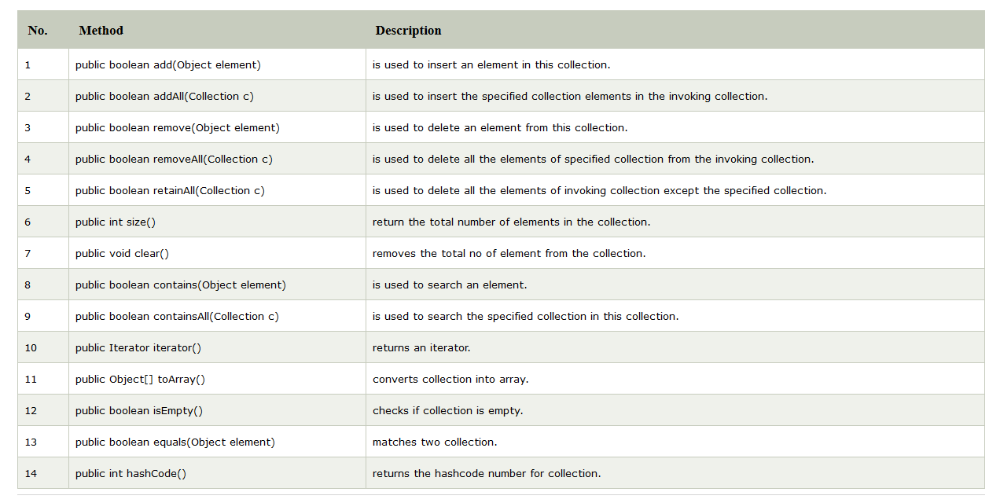 No. Method Description
1 public boolean add(Object element) is used to insert an element in this collection.
2 public boolean addAll(Collection c) is used to insert the specified collection elements in the invoking collection.
3 public boolean remove(Object element) is used to delete an element from this collection.
4 public boolean removeAll(Collection c) is used to delete all the elements of specified collection from the invoking collection.
5 public boolean retainAll(Collection c) is used to delete all the elements of invoking collection except the specified collection.
6 public int size() return the total number of elements in the collection.
7 public void clear() removes the total no of element from the collection.
8 public boolean contains(Object element) is used to search an element.
9 public boolean containsAll(Collection c) is used to search the specified collection in this collection.
10 public Iterator iterator() returns an iterator.
11 public Object[] toArray() converts collection into array.
12 public boolean isEmpty() checks if collection is empty.
13 public boolean equals(Object element) matches two collection.
14 public int hashCode() returns the hashcode number for collection.